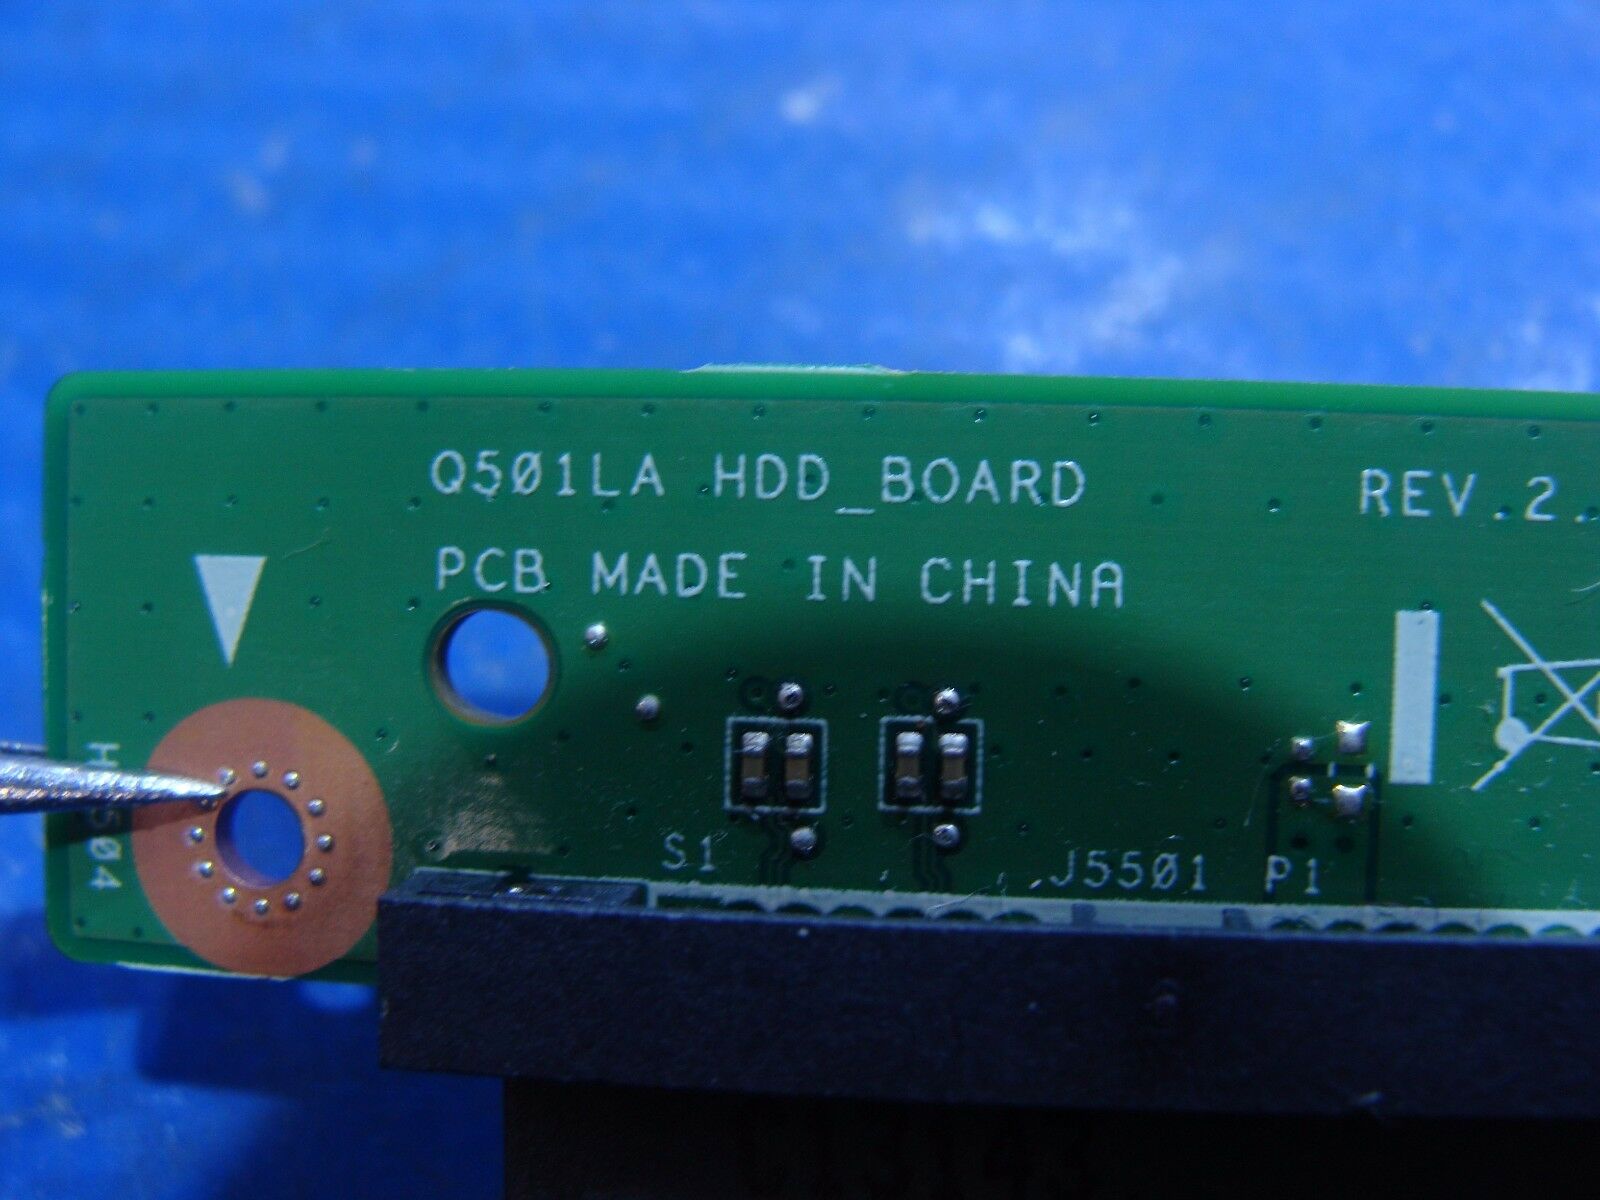 Q501LA HDD_BOARD
REV.2.
PCB MADE IN CHINA
S1
J5501
P1